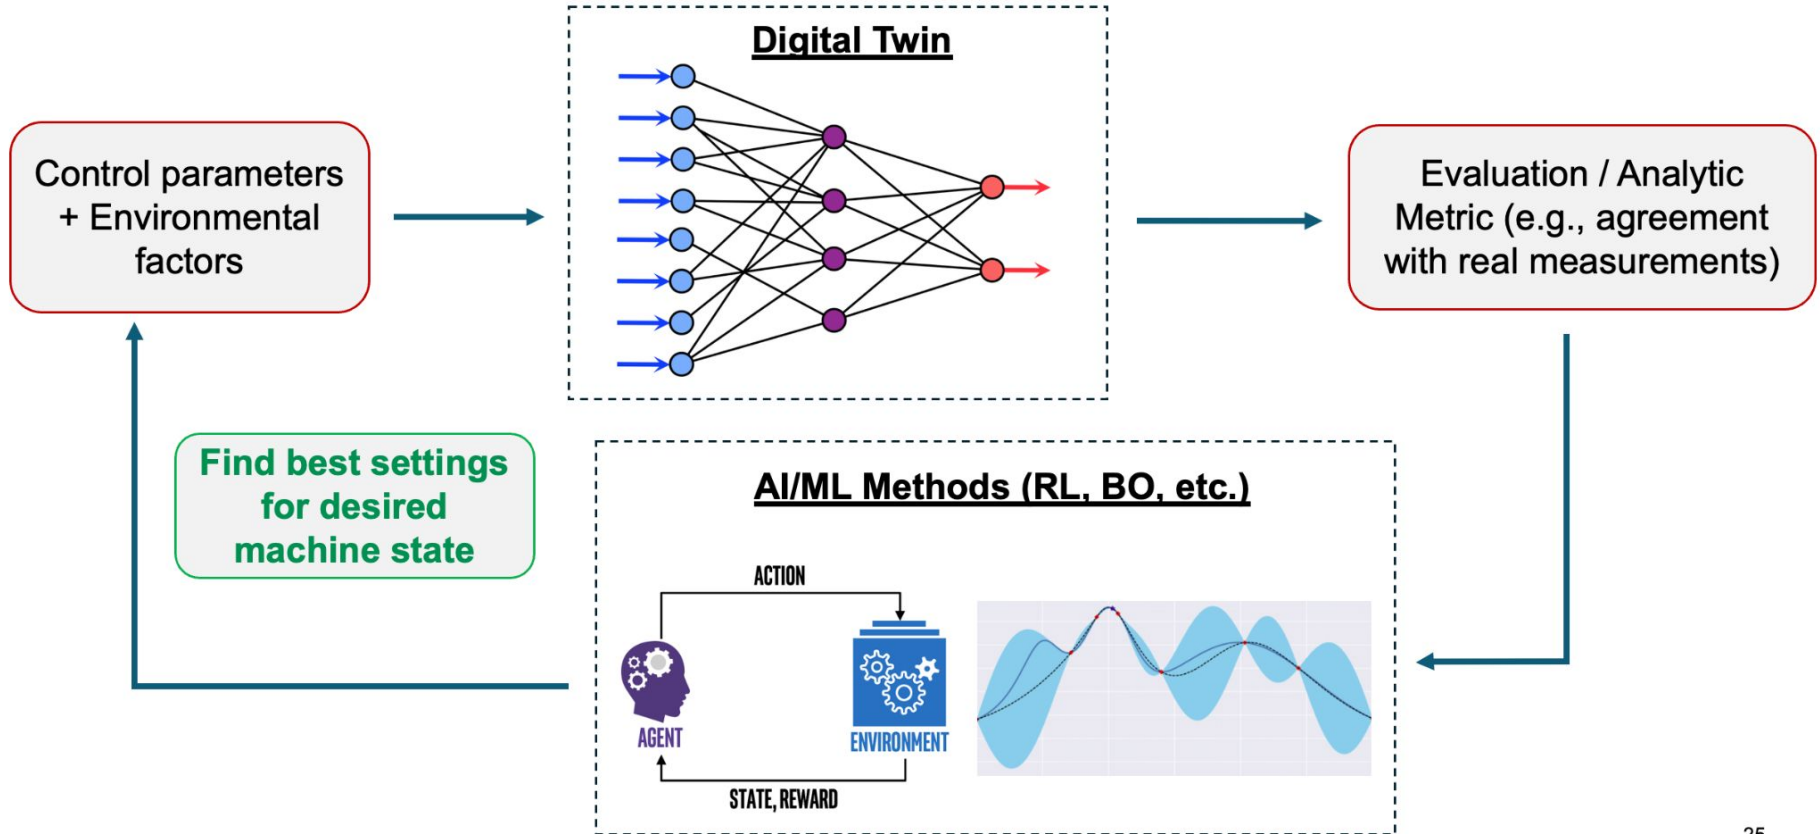 Digital Twin
Control parameters
+ Environmental
factors
Evaluation / Analytic
Metric (e.g., agreement
with real measurements)
Find best settings
for desired
machine state
AI/ML Methods (RL, BO, etc.)
ACTION
AGENT
ENVIRONMENT
STATE, REWARD
25